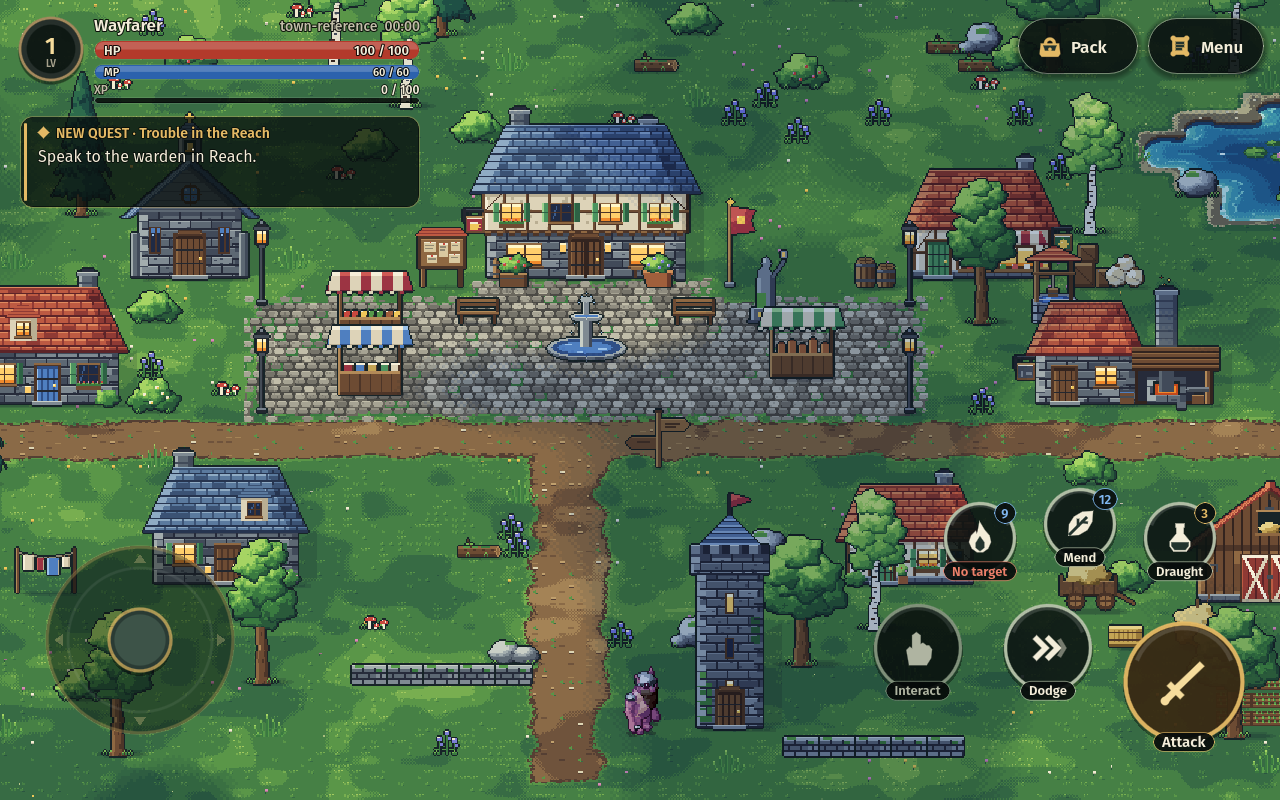 Wayfarer
town-reference 00:00
1
LV
HP 100 / 100
MP 60 / 60
XP 0 / 100
Pack
Menu
NEW QUEST · Trouble in the Reach
Speak to the warden in Reach.
9
No target
12
Mend
3
Draught
Interact
Dodge
Attack